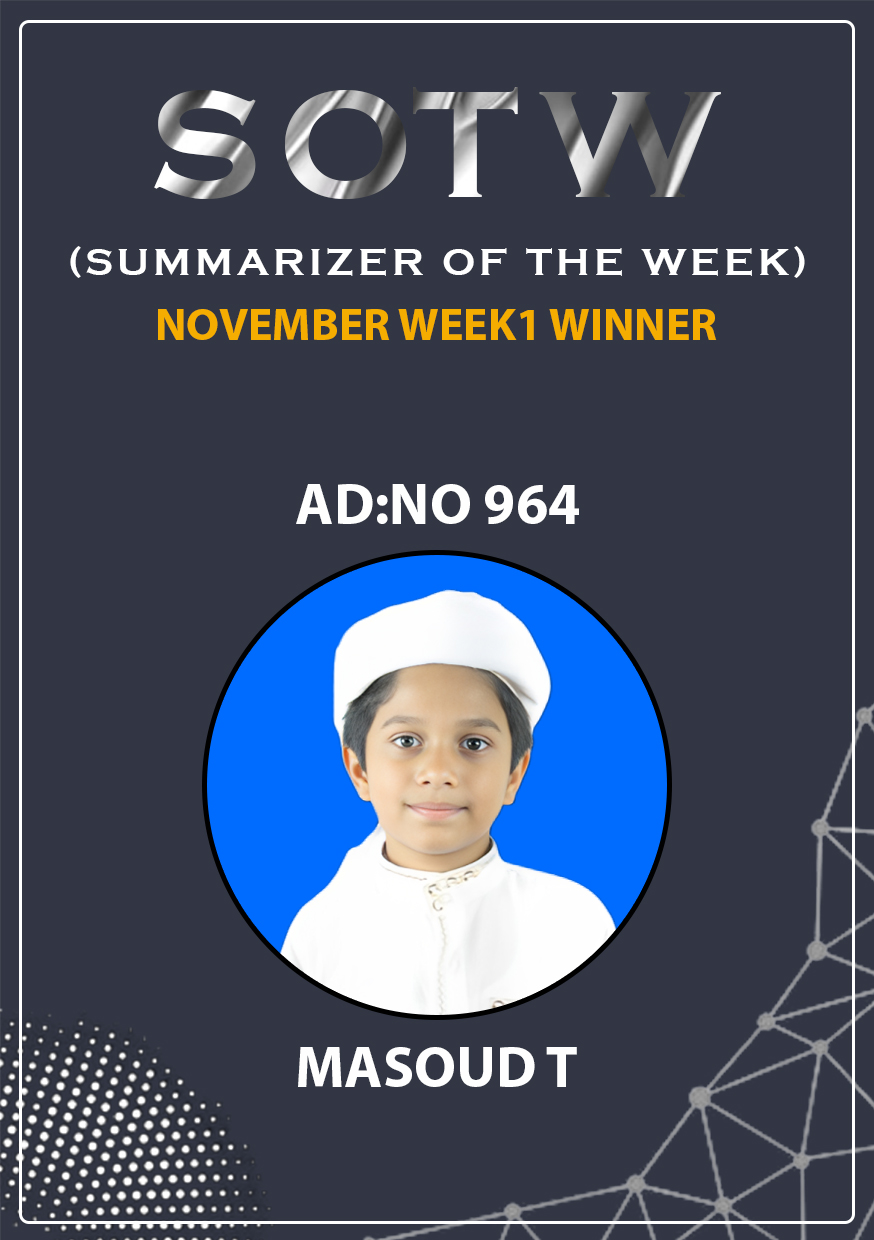 SOTW
(SUMMARIZER OF THE WEEK)
NOVEMBER WEEK1 WINNER
AD:NO 964
MASOUD T